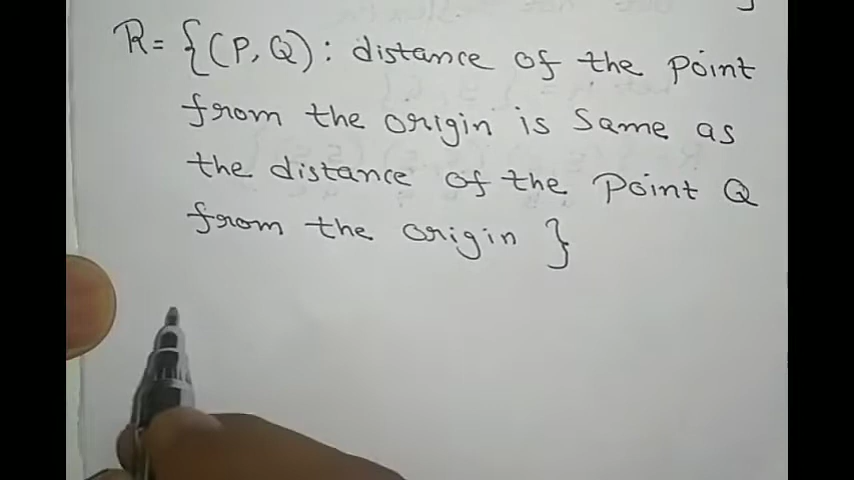 R = {(P, Q) : distance of the point
from the origin is same as
the distance of the point Q
from the origin }